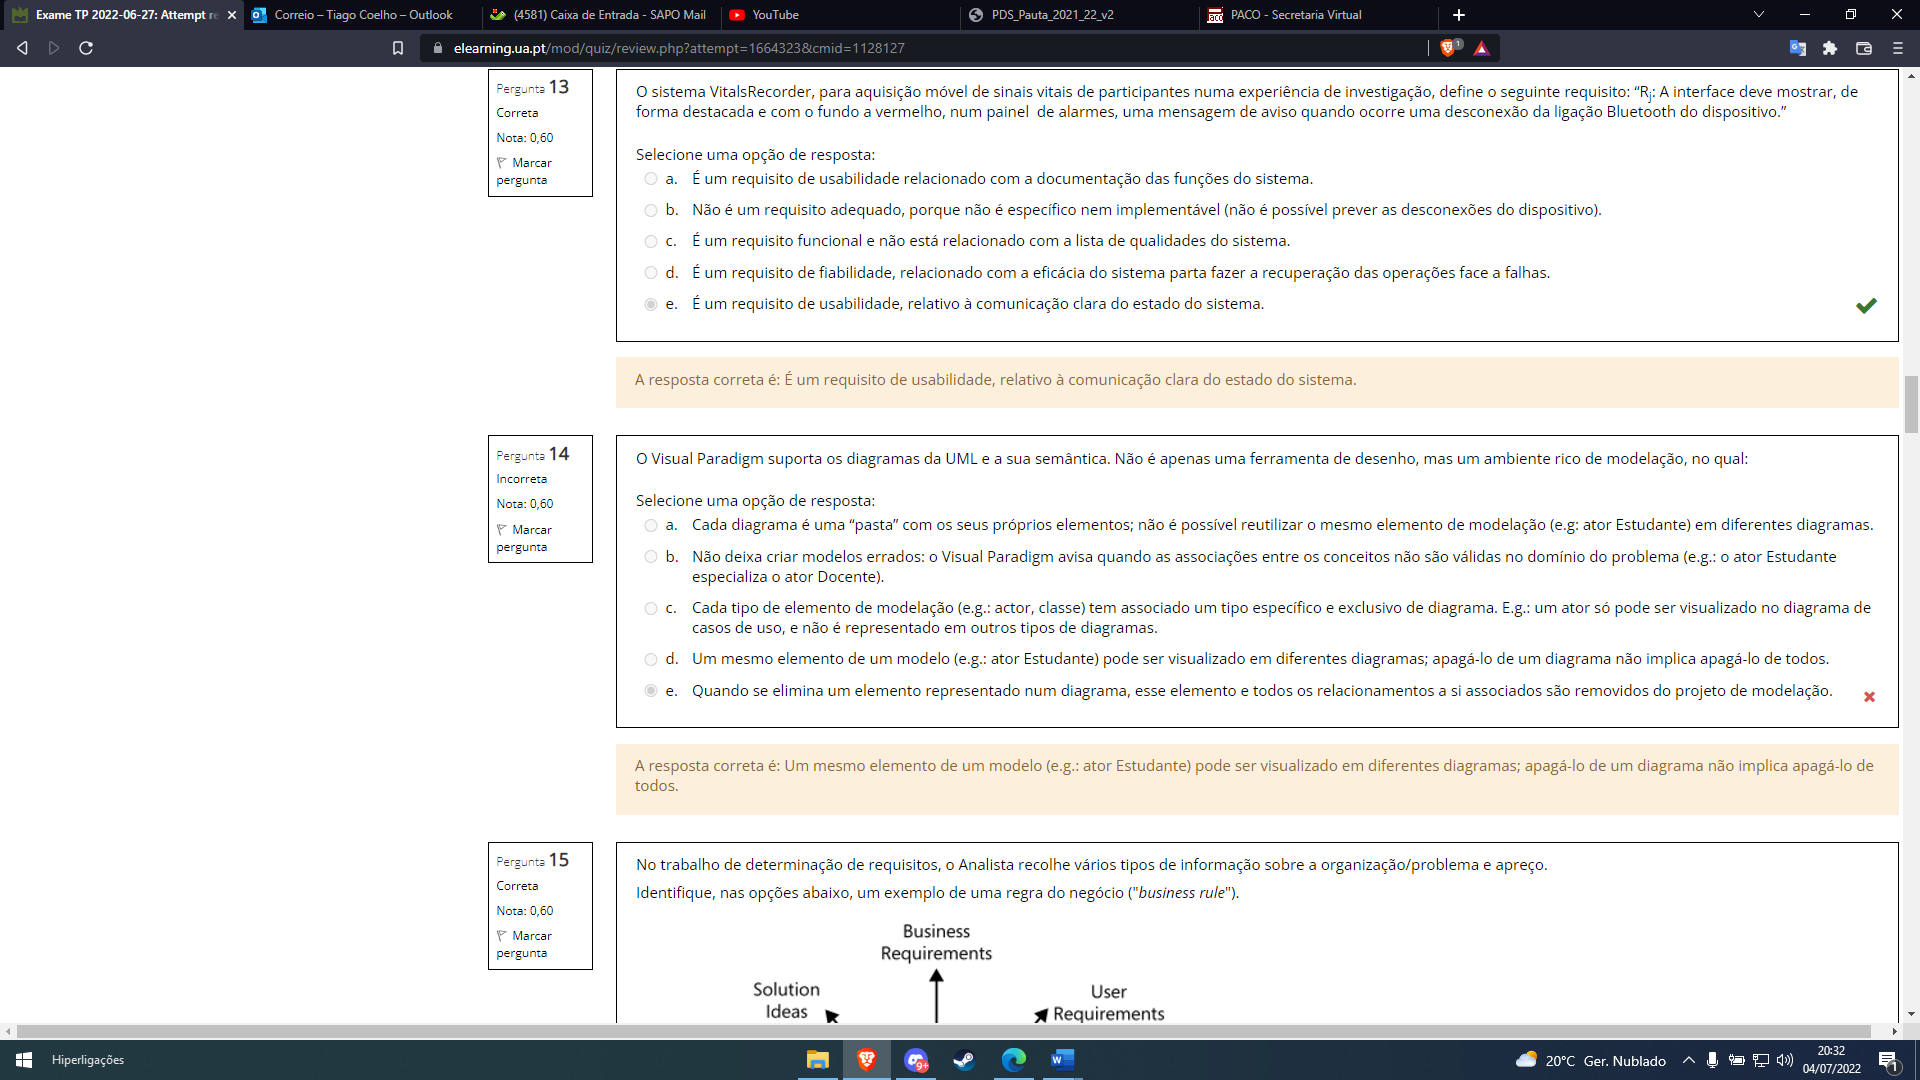 Exame TP 2022-06-27: Attempt re
Correio – Tiago Coelho – Outlook
(4581) Caixa de Entrada - SAPO Mail
YouTube
PDS_Pauta_2021_22_v2
PACO - Secretaria Virtual
elearning.ua.pt/mod/quiz/review.php?attempt=1664323&cmid=1128127
1
Pergunta 13
Correta
Nota: 0,60
Marcar
pergunta
O sistema VitalsRecorder, para aquisição móvel de sinais vitais de participantes numa experiência de investigação, define o seguinte requisito: “Rj: A interface deve mostrar, de
forma destacada e com o fundo a vermelho, num painel de alarmes, uma mensagem de aviso quando ocorre uma desconexão da ligação Bluetooth do dispositivo.”
Selecione uma opção de resposta:
a. É um requisito de usabilidade relacionado com a documentação das funções do sistema.
b. Não é um requisito adequado, porque não é específico nem implementável (não é possível prever as desconexões do dispositivo).
c. É um requisito funcional e não está relacionado com a lista de qualidades do sistema.
d. É um requisito de fiabilidade, relacionado com a eficácia do sistema parta fazer a recuperação das operações face a falhas.
e. É um requisito de usabilidade, relativo à comunicação clara do estado do sistema.
A resposta correta é: É um requisito de usabilidade, relativo à comunicação clara do estado do sistema.
Pergunta 14
Incorreta
Nota: 0,60
Marcar
pergunta
O Visual Paradigm suporta os diagramas da UML e a sua semântica. Não é apenas uma ferramenta de desenho, mas um ambiente rico de modelação, no qual:
Selecione uma opção de resposta:
a. Cada diagrama é uma “pasta” com os seus próprios elementos; não é possível reutilizar o mesmo elemento de modelação (e.g: ator Estudante) em diferentes diagramas.
b. Não deixa criar modelos errados: o Visual Paradigm avisa quando as associações entre os conceitos não são válidas no domínio do problema (e.g.: o ator Estudante
especializa o ator Docente).
c. Cada tipo de elemento de modelação (e.g.: actor, classe) tem associado um tipo específico e exclusivo de diagrama. E.g.: um ator só pode ser visualizado no diagrama de
casos de uso, e não é representado em outros tipos de diagramas.
d. Um mesmo elemento de um modelo (e.g.: ator Estudante) pode ser visualizado em diferentes diagramas; apagá-lo de um diagrama não implica apagá-lo de todos.
e. Quando se elimina um elemento representado num diagrama, esse elemento e todos os relacionamentos a si associados são removidos do projeto de modelação.
A resposta correta é: Um mesmo elemento de um modelo (e.g.: ator Estudante) pode ser visualizado em diferentes diagramas; apagá-lo de um diagrama não implica apagá-lo de
todos.
Pergunta 15
Correta
Nota: 0,60
Marcar
pergunta
No trabalho de determinação de requisitos, o Analista recolhe vários tipos de informação sobre a organização/problema e apreço.
Identifique, nas opções abaixo, um exemplo de uma regra do negócio ("business rule").
Business
Requirements
Solution
Ideas
User
Requirements
Hiperligações
9+
20°C Ger. Nublado
20:32
04/07/2022
1